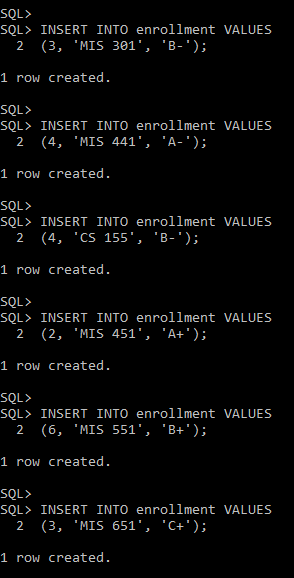 SQL>
SQL> INSERT INTO enrollment VALUES
  2  (3, 'MIS 301', 'B-');
1 row created.
SQL>
SQL> INSERT INTO enrollment VALUES
  2  (4, 'MIS 441', 'A-');
1 row created.
SQL>
SQL> INSERT INTO enrollment VALUES
  2  (4, 'CS 155', 'B-');
1 row created.
SQL>
SQL> INSERT INTO enrollment VALUES
  2  (2, 'MIS 451', 'A+');
1 row created.
SQL>
SQL> INSERT INTO enrollment VALUES
  2  (6, 'MIS 551', 'B+');
1 row created.
SQL>
SQL> INSERT INTO enrollment VALUES
  2  (3, 'MIS 651', 'C+');
1 row created.